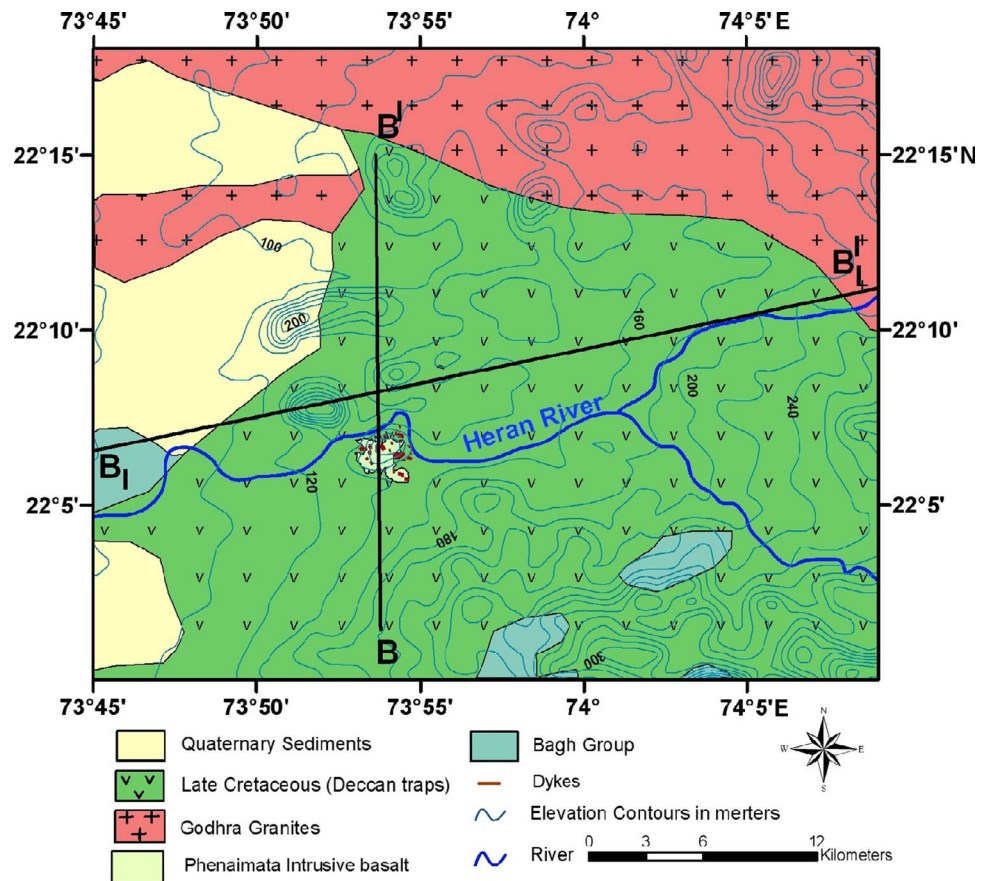 73°45' 73°50' 73°55' 74° 74°5'E
B^I
22°15' 22°15'N
100
B_I^I
200
22°10' 160 22°10'
200
240
Heran River
B_I
120
22°5' 22°5'
180
B
300
73°45' 73°50' 73°55' 74° 74°5'E
Quaternary Sediments
Late Cretaceous (Deccan traps)
Godhra Granites
Phenaimata Intrusive basalt
Bagh Group
Dykes
Elevation Contours in merters
River
N
W E
S
0 3 6 12
Kilometers